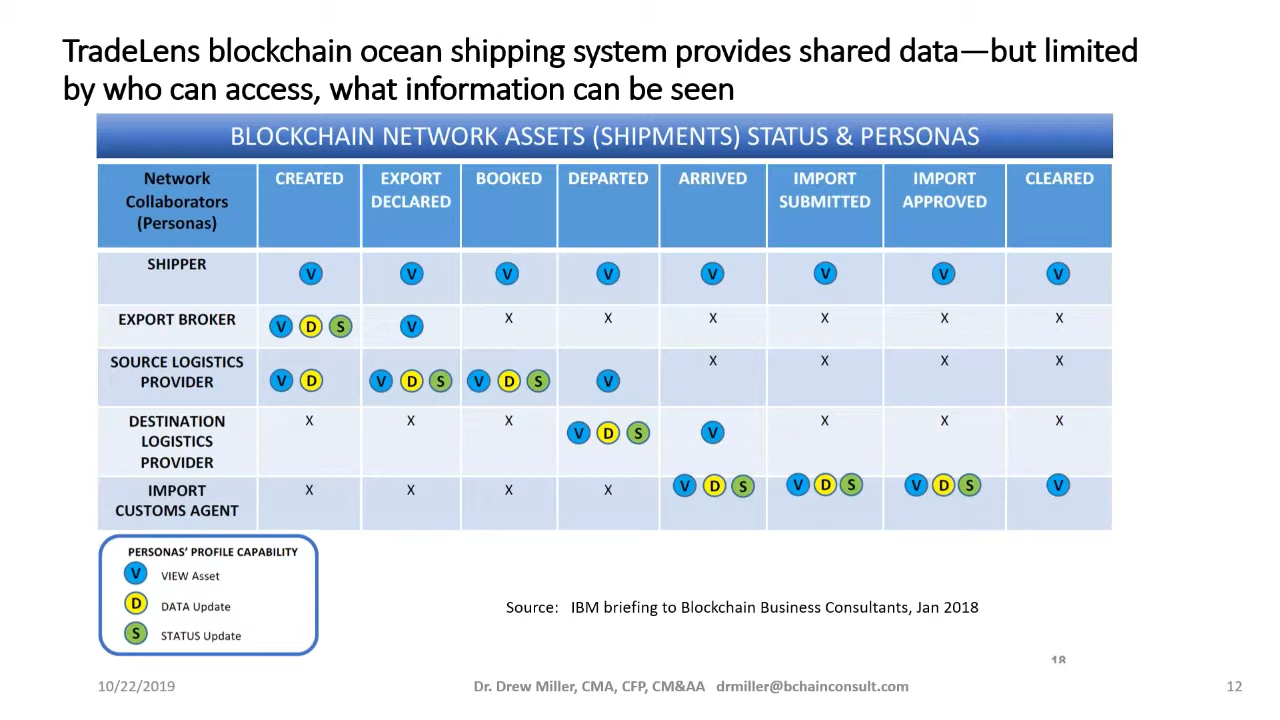 TradeLens blockchain ocean shipping system provides shared data—but limited
by who can access, what information can be seen
BLOCKCHAIN NETWORK ASSETS (SHIPMENTS) STATUS & PERSONAS
Network Collaborators (Personas) CREATED EXPORT DECLARED BOOKED DEPARTED ARRIVED IMPORT SUBMITTED IMPORT APPROVED CLEARED
SHIPPER V V V V V V V V
EXPORT BROKER V D S V X X X X X X
SOURCE LOGISTICS PROVIDER V D V D S V D S V X X X X
DESTINATION LOGISTICS PROVIDER X X X V D S V X X X
IMPORT CUSTOMS AGENT X X X X V D S V D S V D S V
PERSONAS’ PROFILE CAPABILITY
V VIEW Asset
D DATA Update
S STATUS Update
Source: IBM briefing to Blockchain Business Consultants, Jan 2018
18
10/22/2019 Dr. Drew Miller, CMA, CFP, CM&AA drmiller@bchainconsult.com 12